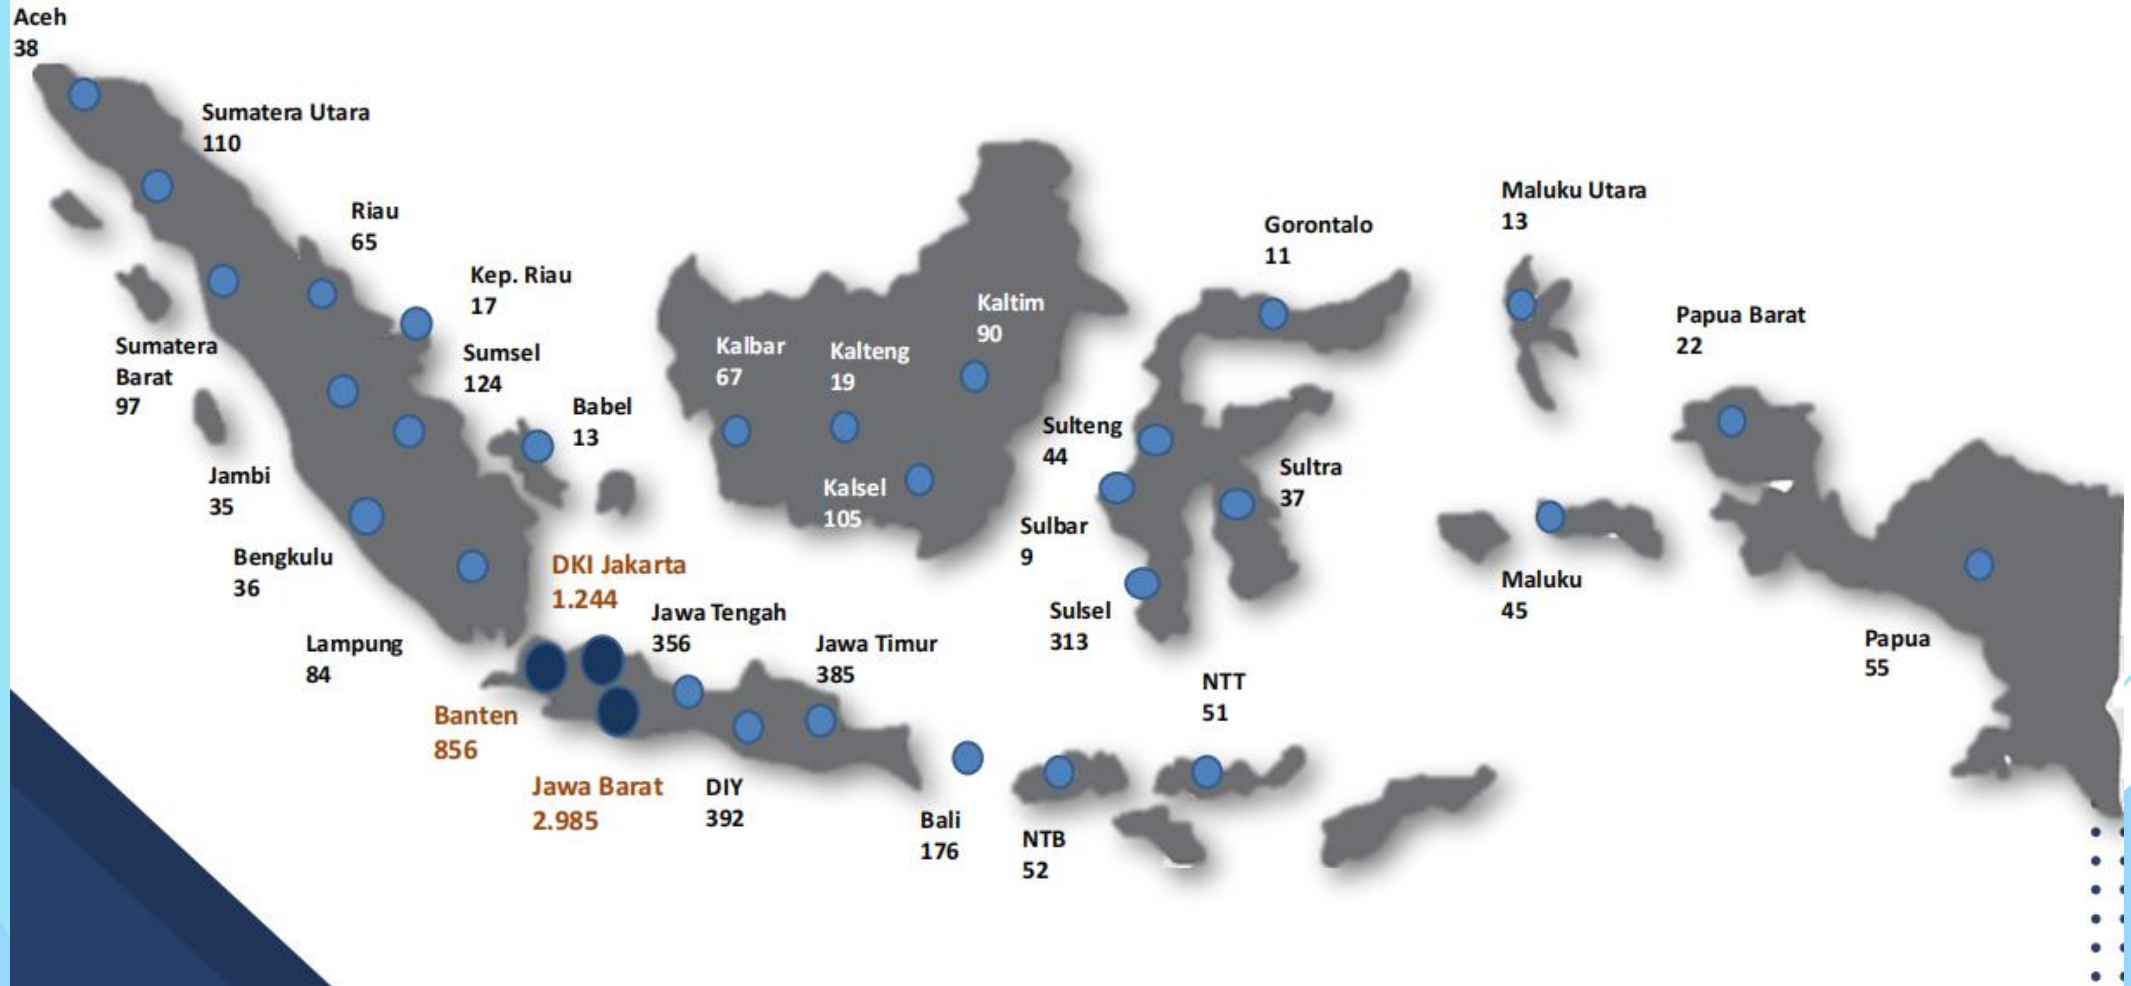 Aceh
38
Sumatera Utara
110
Riau
65
Kep. Riau
17
Sumatera
Barat
97
Sumsel
124
Babel
13
Jambi
35
Bengkulu
36
Lampung
84
DKI Jakarta
1.244
Banten
856
Jawa Barat
2.985
Jawa Tengah
356
DIY
392
Jawa Timur
385
Bali
176
NTB
52
NTT
51
Kalbar
67
Kalteng
19
Kaltim
90
Kalsel
105
Gorontalo
11
Sulteng
44
Sulbar
9
Sultra
37
Sulsel
313
Maluku Utara
13
Maluku
45
Papua Barat
22
Papua
55